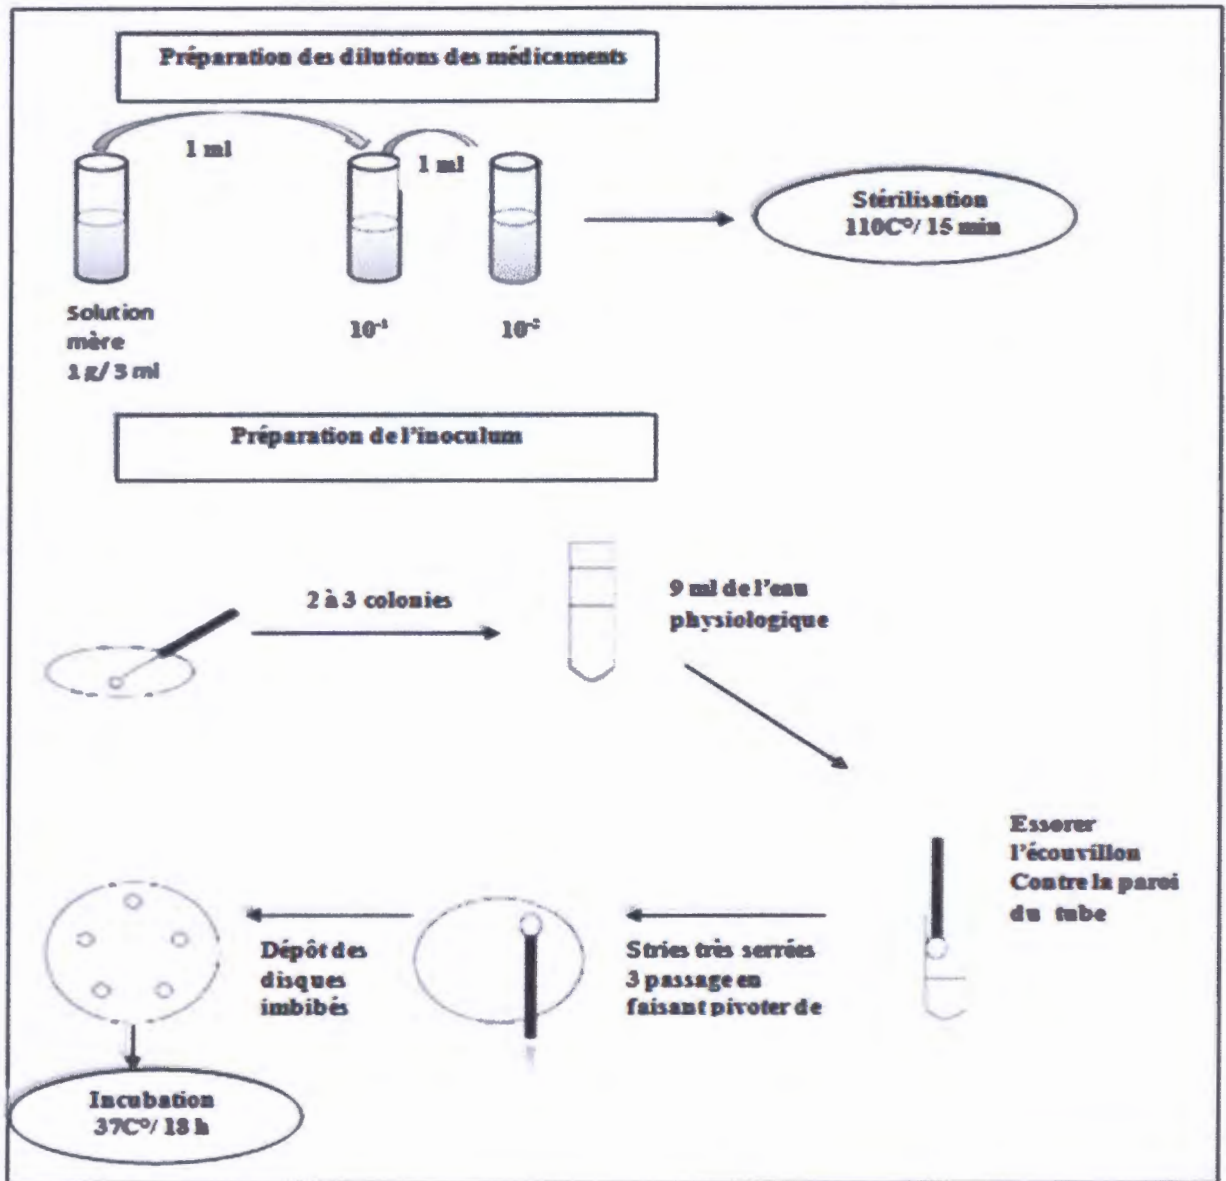 Préparation des dilutions des médicaments
1 ml
1 ml
Stérilisation
110C°/ 15 min
Solution
mère
1 g/ 3 ml
10⁻¹
10⁻²
Préparation de l'inoculum
2 à 3 colonies
9 ml de l'eau
physiologique
Essorer
l'écouvillon
Contre la paroi
du tube
Stries très serrées
3 passage en
faisant pivoter de
Dépôt des
disques
imbibés
Incubation
37C°/ 18 h